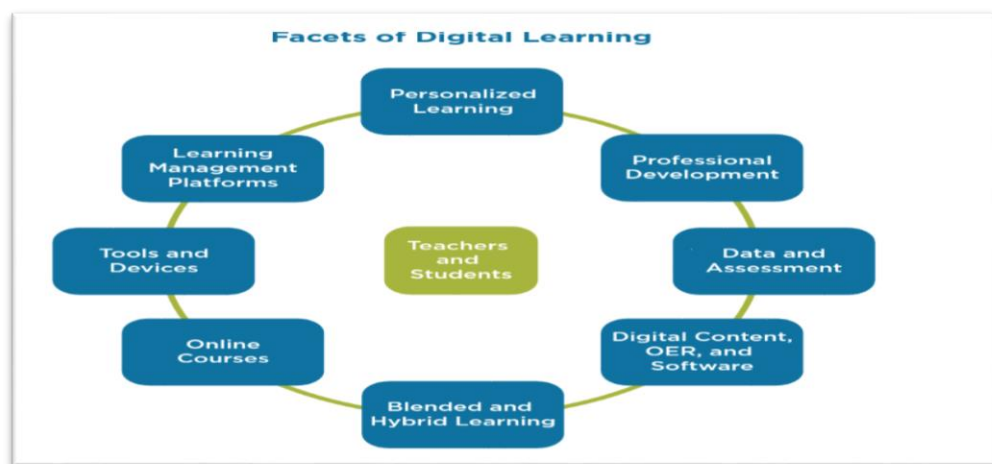 Facets of Digital Learning
Personalized
Learning
Professional
Development
Data and
Assessment
Digital Content,
OER, and
Software
Blended and
Hybrid Learning
Online
Courses
Tools and
Devices
Learning
Management
Platforms
Teachers
and
Students